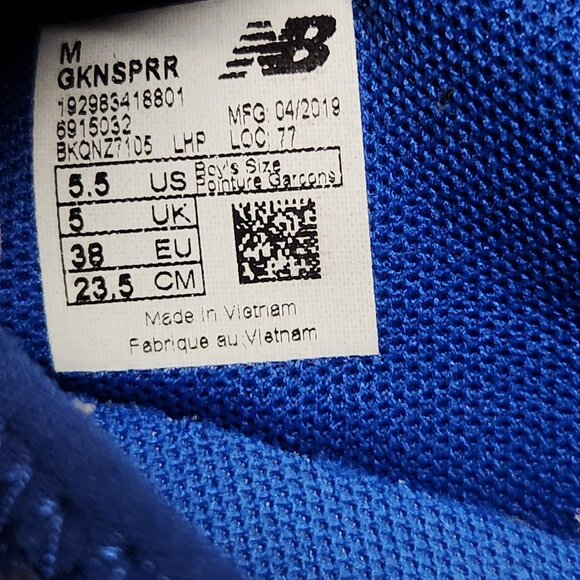 M
GKNSPRR
192983418801
6915032
BKQNZ7105 LHP
MFG: 04/2019
LOC: 77
5.5 US
5 UK
38 EU
23.5 CM
Boy's Size
Pointure Garcons
Made in Vietnam
Fabrique au Vietnam
NB